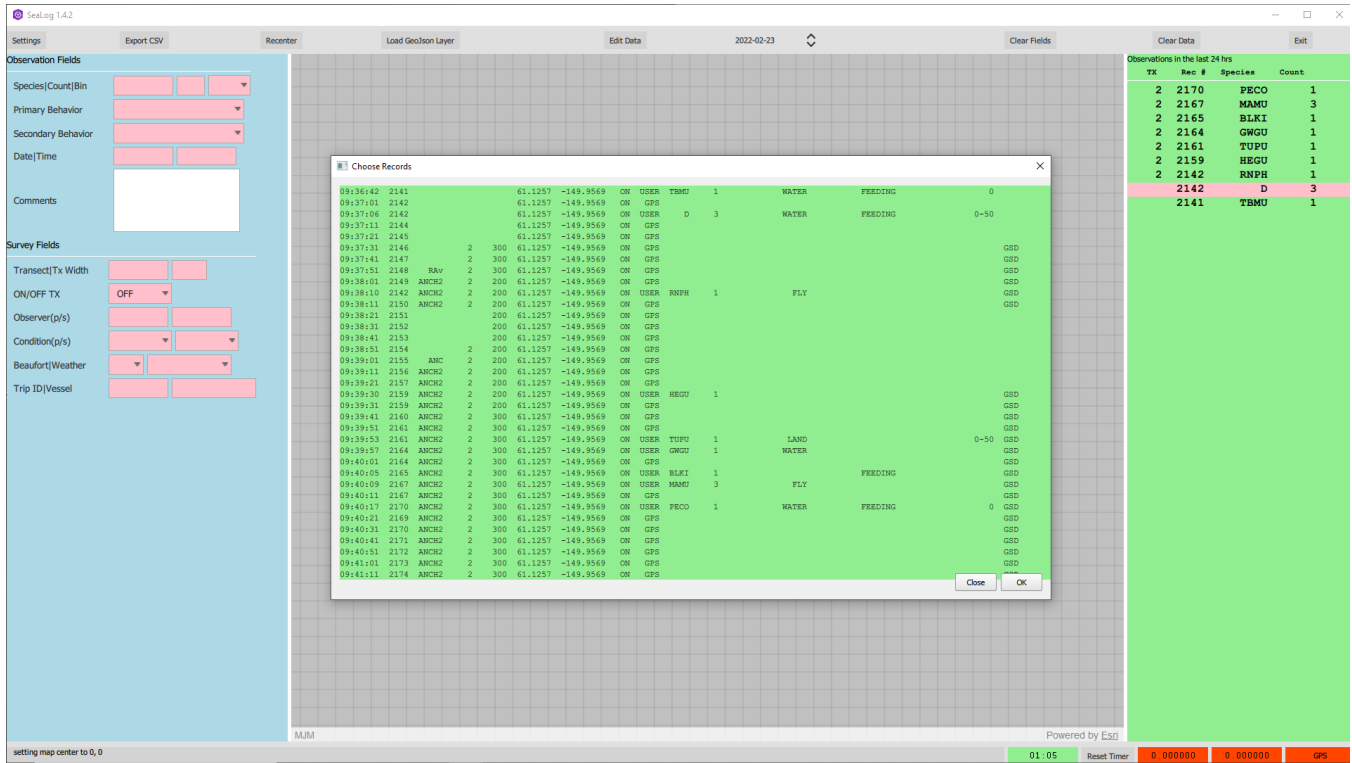 SeaLog 1.4.2
Settings Export CSV Recenter Load GeoJson Layer Edit Data 2022-02-23 Clear Fields Clear Data Exit
Observation Fields
Species|Count|Bin
Primary Behavior
Secondary Behavior
Date|Time
Comments
Survey Fields
Transect|Tx Width
ON/OFF TX OFF
Observer(p/s)
Condition(p/s)
Beaufort|Weather
Trip ID|Vessel
Choose Records
09:36:42 2141 61.1257 -149.9569 ON USER TBMU 1 WATER FEEDING 0
09:37:01 2142 61.1257 -149.9569 ON GPS
09:37:06 2142 61.1257 -149.9569 ON USER D 3 WATER FEEDING 0-50
09:37:11 2144 61.1257 -149.9569 ON GPS
09:37:21 2145 61.1257 -149.9569 ON GPS
09:37:31 2146 2 300 61.1257 -149.9569 ON GPS GSD
09:37:41 2147 2 300 61.1257 -149.9569 ON GPS GSD
09:37:51 2148 RAv 2 300 61.1257 -149.9569 ON GPS GSD
09:38:01 2149 ANCH2 2 200 61.1257 -149.9569 ON GPS GSD
09:38:10 2142 ANCH2 2 200 61.1257 -149.9569 ON USER RNPH 1 FLY GSD
09:38:11 2150 ANCH2 2 200 61.1257 -149.9569 ON GPS GSD
09:38:21 2151 200 61.1257 -149.9569 ON GPS
09:38:31 2152 200 61.1257 -149.9569 ON GPS
09:38:41 2153 200 61.1257 -149.9569 ON GPS
09:38:51 2154 2 200 61.1257 -149.9569 ON GPS
09:39:01 2155 ANC 2 200 61.1257 -149.9569 ON GPS
09:39:11 2156 ANCH2 2 200 61.1257 -149.9569 ON GPS
09:39:21 2157 ANCH2 2 200 61.1257 -149.9569 ON GPS
09:39:30 2159 ANCH2 2 200 61.1257 -149.9569 ON USER HEGU 1 GSD
09:39:31 2159 ANCH2 2 200 61.1257 -149.9569 ON GPS GSD
09:39:41 2160 ANCH2 2 300 61.1257 -149.9569 ON GPS GSD
09:39:51 2161 ANCH2 2 300 61.1257 -149.9569 ON GPS GSD
09:39:53 2161 ANCH2 2 300 61.1257 -149.9569 ON USER TUPU 1 LAND 0-50 GSD
09:39:57 2164 ANCH2 2 300 61.1257 -149.9569 ON USER GWGU 1 WATER GSD
09:40:01 2164 ANCH2 2 300 61.1257 -149.9569 ON GPS GSD
09:40:05 2165 ANCH2 2 300 61.1257 -149.9569 ON USER BLKI 1 FEEDING GSD
09:40:09 2167 ANCH2 2 300 61.1257 -149.9569 ON USER MAMU 3 FLY GSD
09:40:11 2167 ANCH2 2 300 61.1257 -149.9569 ON GPS GSD
09:40:17 2170 ANCH2 2 300 61.1257 -149.9569 ON USER PECO 1 WATER FEEDING 0 GSD
09:40:21 2169 ANCH2 2 300 61.1257 -149.9569 ON GPS GSD
09:40:31 2170 ANCH2 2 300 61.1257 -149.9569 ON GPS GSD
09:40:41 2171 ANCH2 2 300 61.1257 -149.9569 ON GPS GSD
09:40:51 2172 ANCH2 2 300 61.1257 -149.9569 ON GPS GSD
09:41:01 2173 ANCH2 2 300 61.1257 -149.9569 ON GPS GSD
09:41:11 2174 ANCH2 2 300 61.1257 -149.9569 ON GPS
Close OK
Observations in the last 24 hrs
TX Rec # Species Count
2 2170 PECO 1
2 2167 MAMU 3
2 2165 BLKI 1
2 2164 GWGU 1
2 2161 TUPU 1
2 2159 HEGU 1
2 2142 RNPH 1
2142 D 3
2141 TBMU 1
MJM Powered by Esri
setting map center to 0, 0 01:05 Reset Timer 0.000000 0.000000 GPS